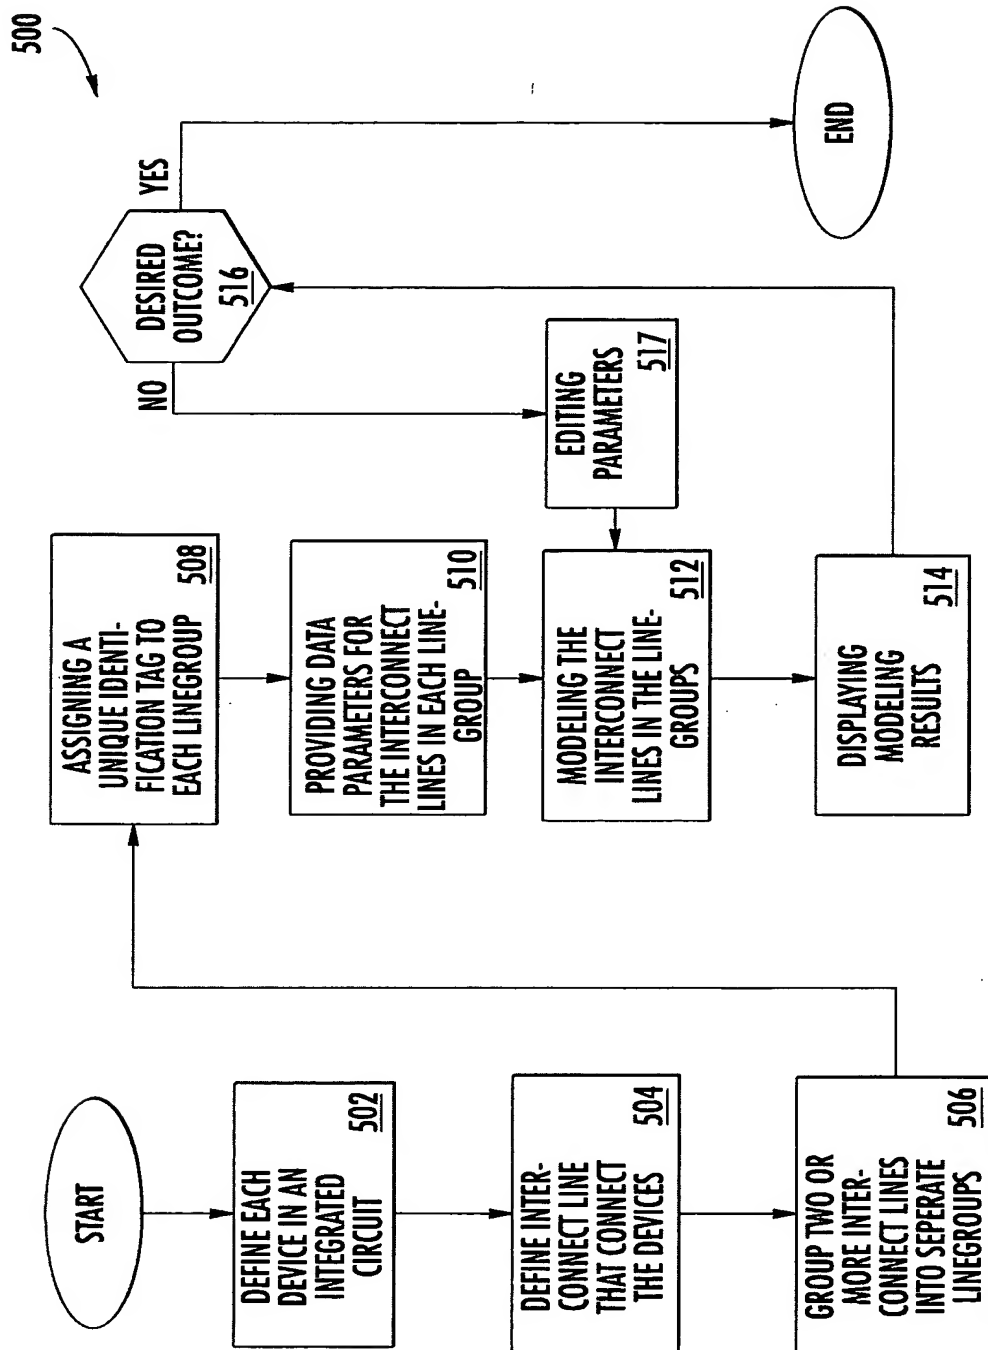 500
START
DEFINE EACH
DEVICE IN AN
INTEGRATED
CIRCUIT
502
DEFINE INTER-
CONNECT LINE
THAT CONNECT
THE DEVICES
504
GROUP TWO OR
MORE INTER-
CONNECT LINES
INTO SEPERATE
LINEGROUPS
506
ASSIGNING A
UNIQUE IDENTI-
FICATION TAG TO
EACH LINEGROUP
508
PROVIDING DATA
PARAMETERS FOR
THE INTERCONNECT
LINES IN EACH LINE-
GROUP
510
MODELING THE
INTERCONNECT
LINES IN THE LINE-
GROUPS
512
DISPLAYING
MODELING
RESULTS
514
DESIRED
OUTCOME?
516
NO
YES
EDITING
PARAMETERS
517
END